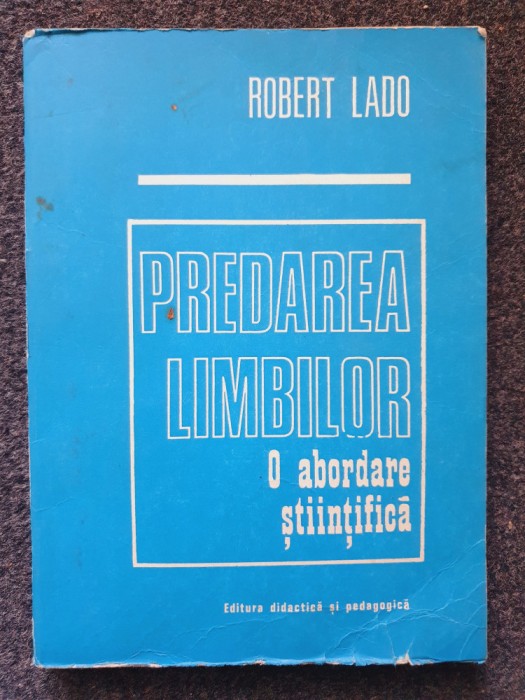 ROBERT LADO
PREDAREA
LIMBILOR
O abordare
științifică
Editura didactică și pedagogică